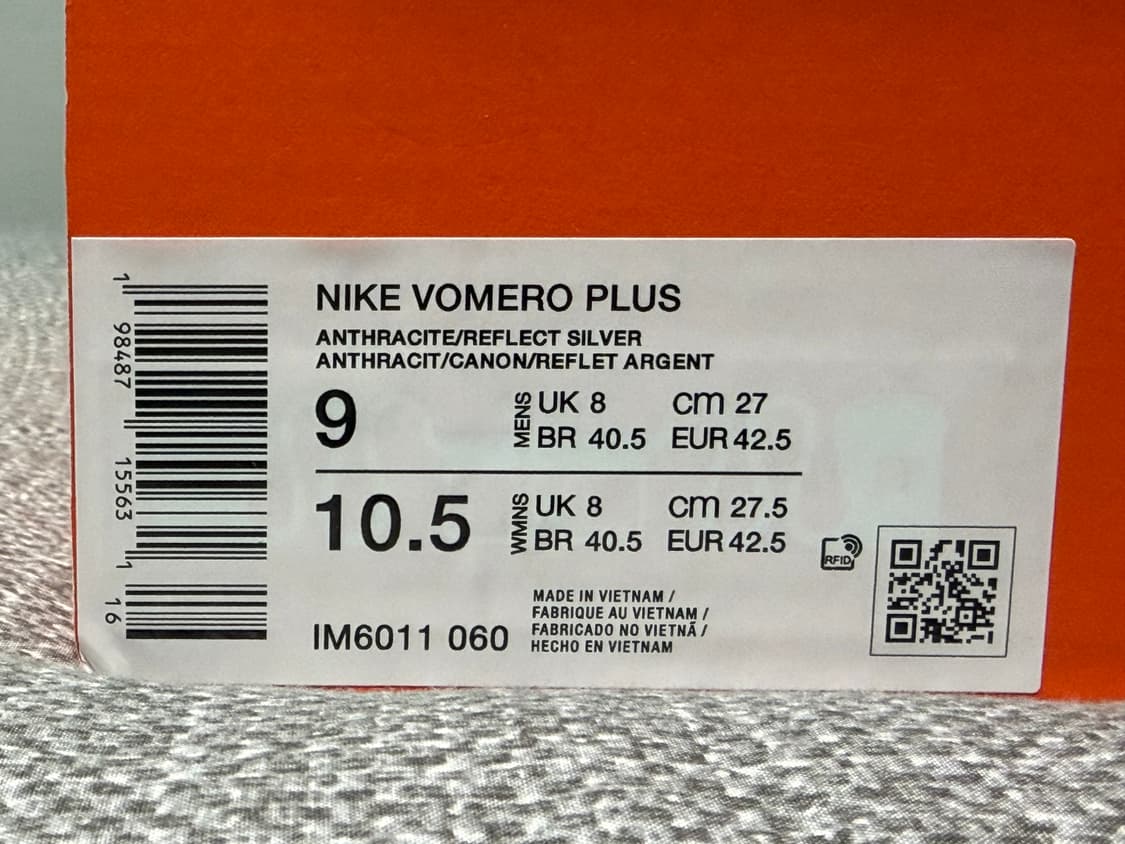 NIKE VOMERO PLUS
ANTHRACITE/REFLECT SILVER
ANTHRACIT/CANON/REFLET ARGENT
9 MENS UK 8 CM 27
BR 40.5 EUR 42.5
10.5 WMNS UK 8 CM 27.5
BR 40.5 EUR 42.5
RFID
MADE IN VIETNAM /
FABRIQUE AU VIETNAM /
FABRICADO NO VIETNÃ /
HECHO EN VIETNAM
IM6011 060
1 98487 15563 1 16